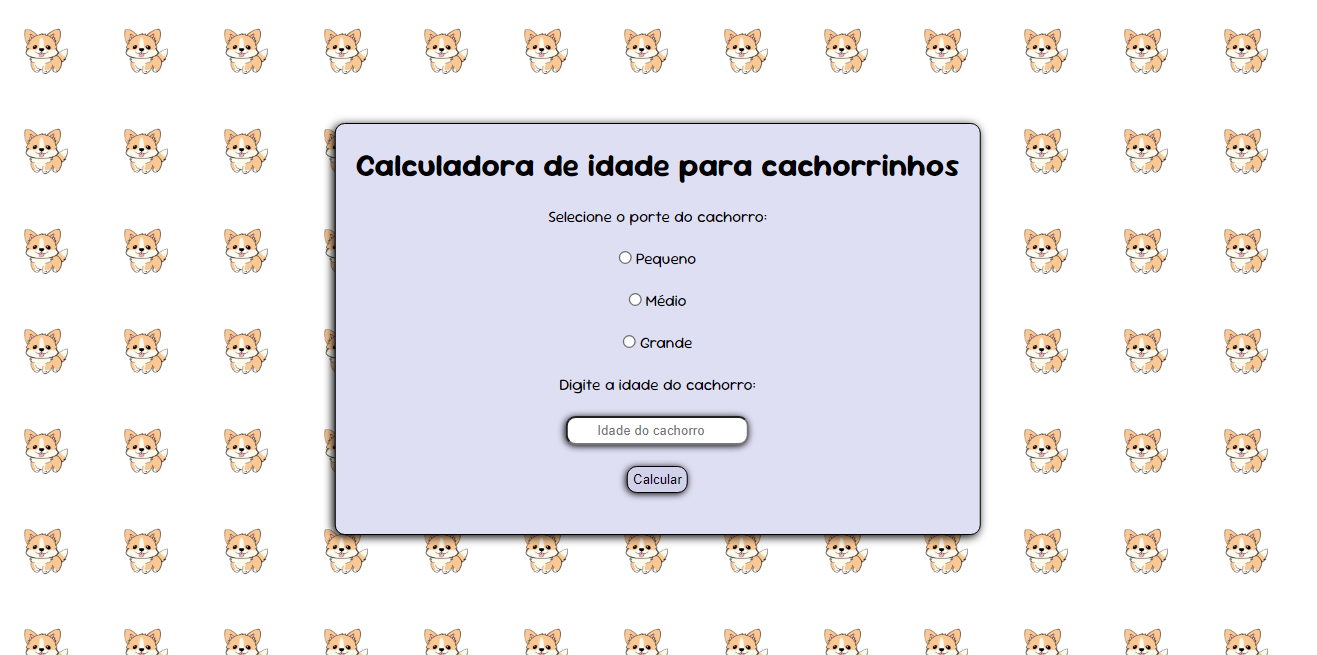 Calculadora de idade para cachorrinhos
Selecione o porte do cachorro:
Pequeno
Médio
Grande
Digite a idade do cachorro:
Idade do cachorro
Calcular